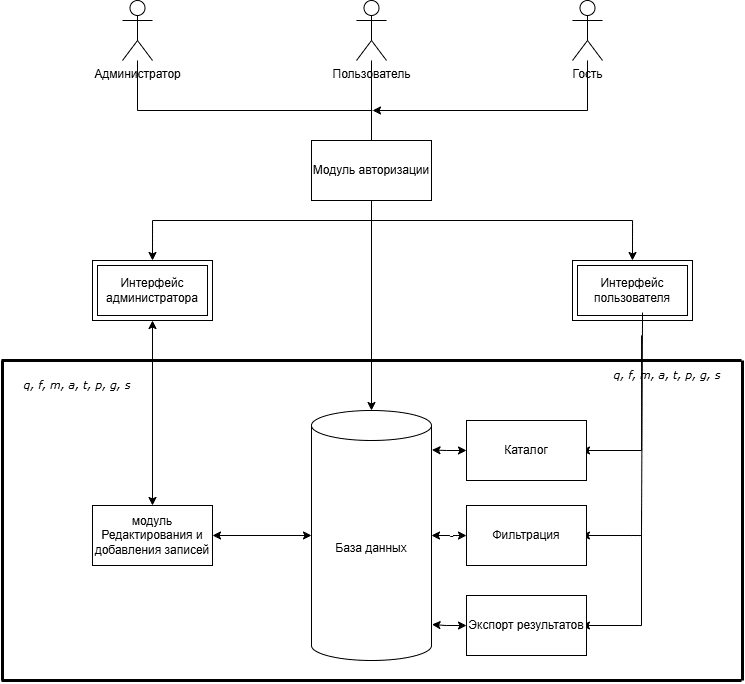 Администратор
Пользователь
Гость
Модуль авторизации
Интерфейс
администратора
Интерфейс
пользователя
q, f, m, a, t, p, g, s
q, f, m, a, t, p, g, s
Каталог
модуль
Редактирования и
добавления записей
База данных
Фильтрация
Экспорт результатов